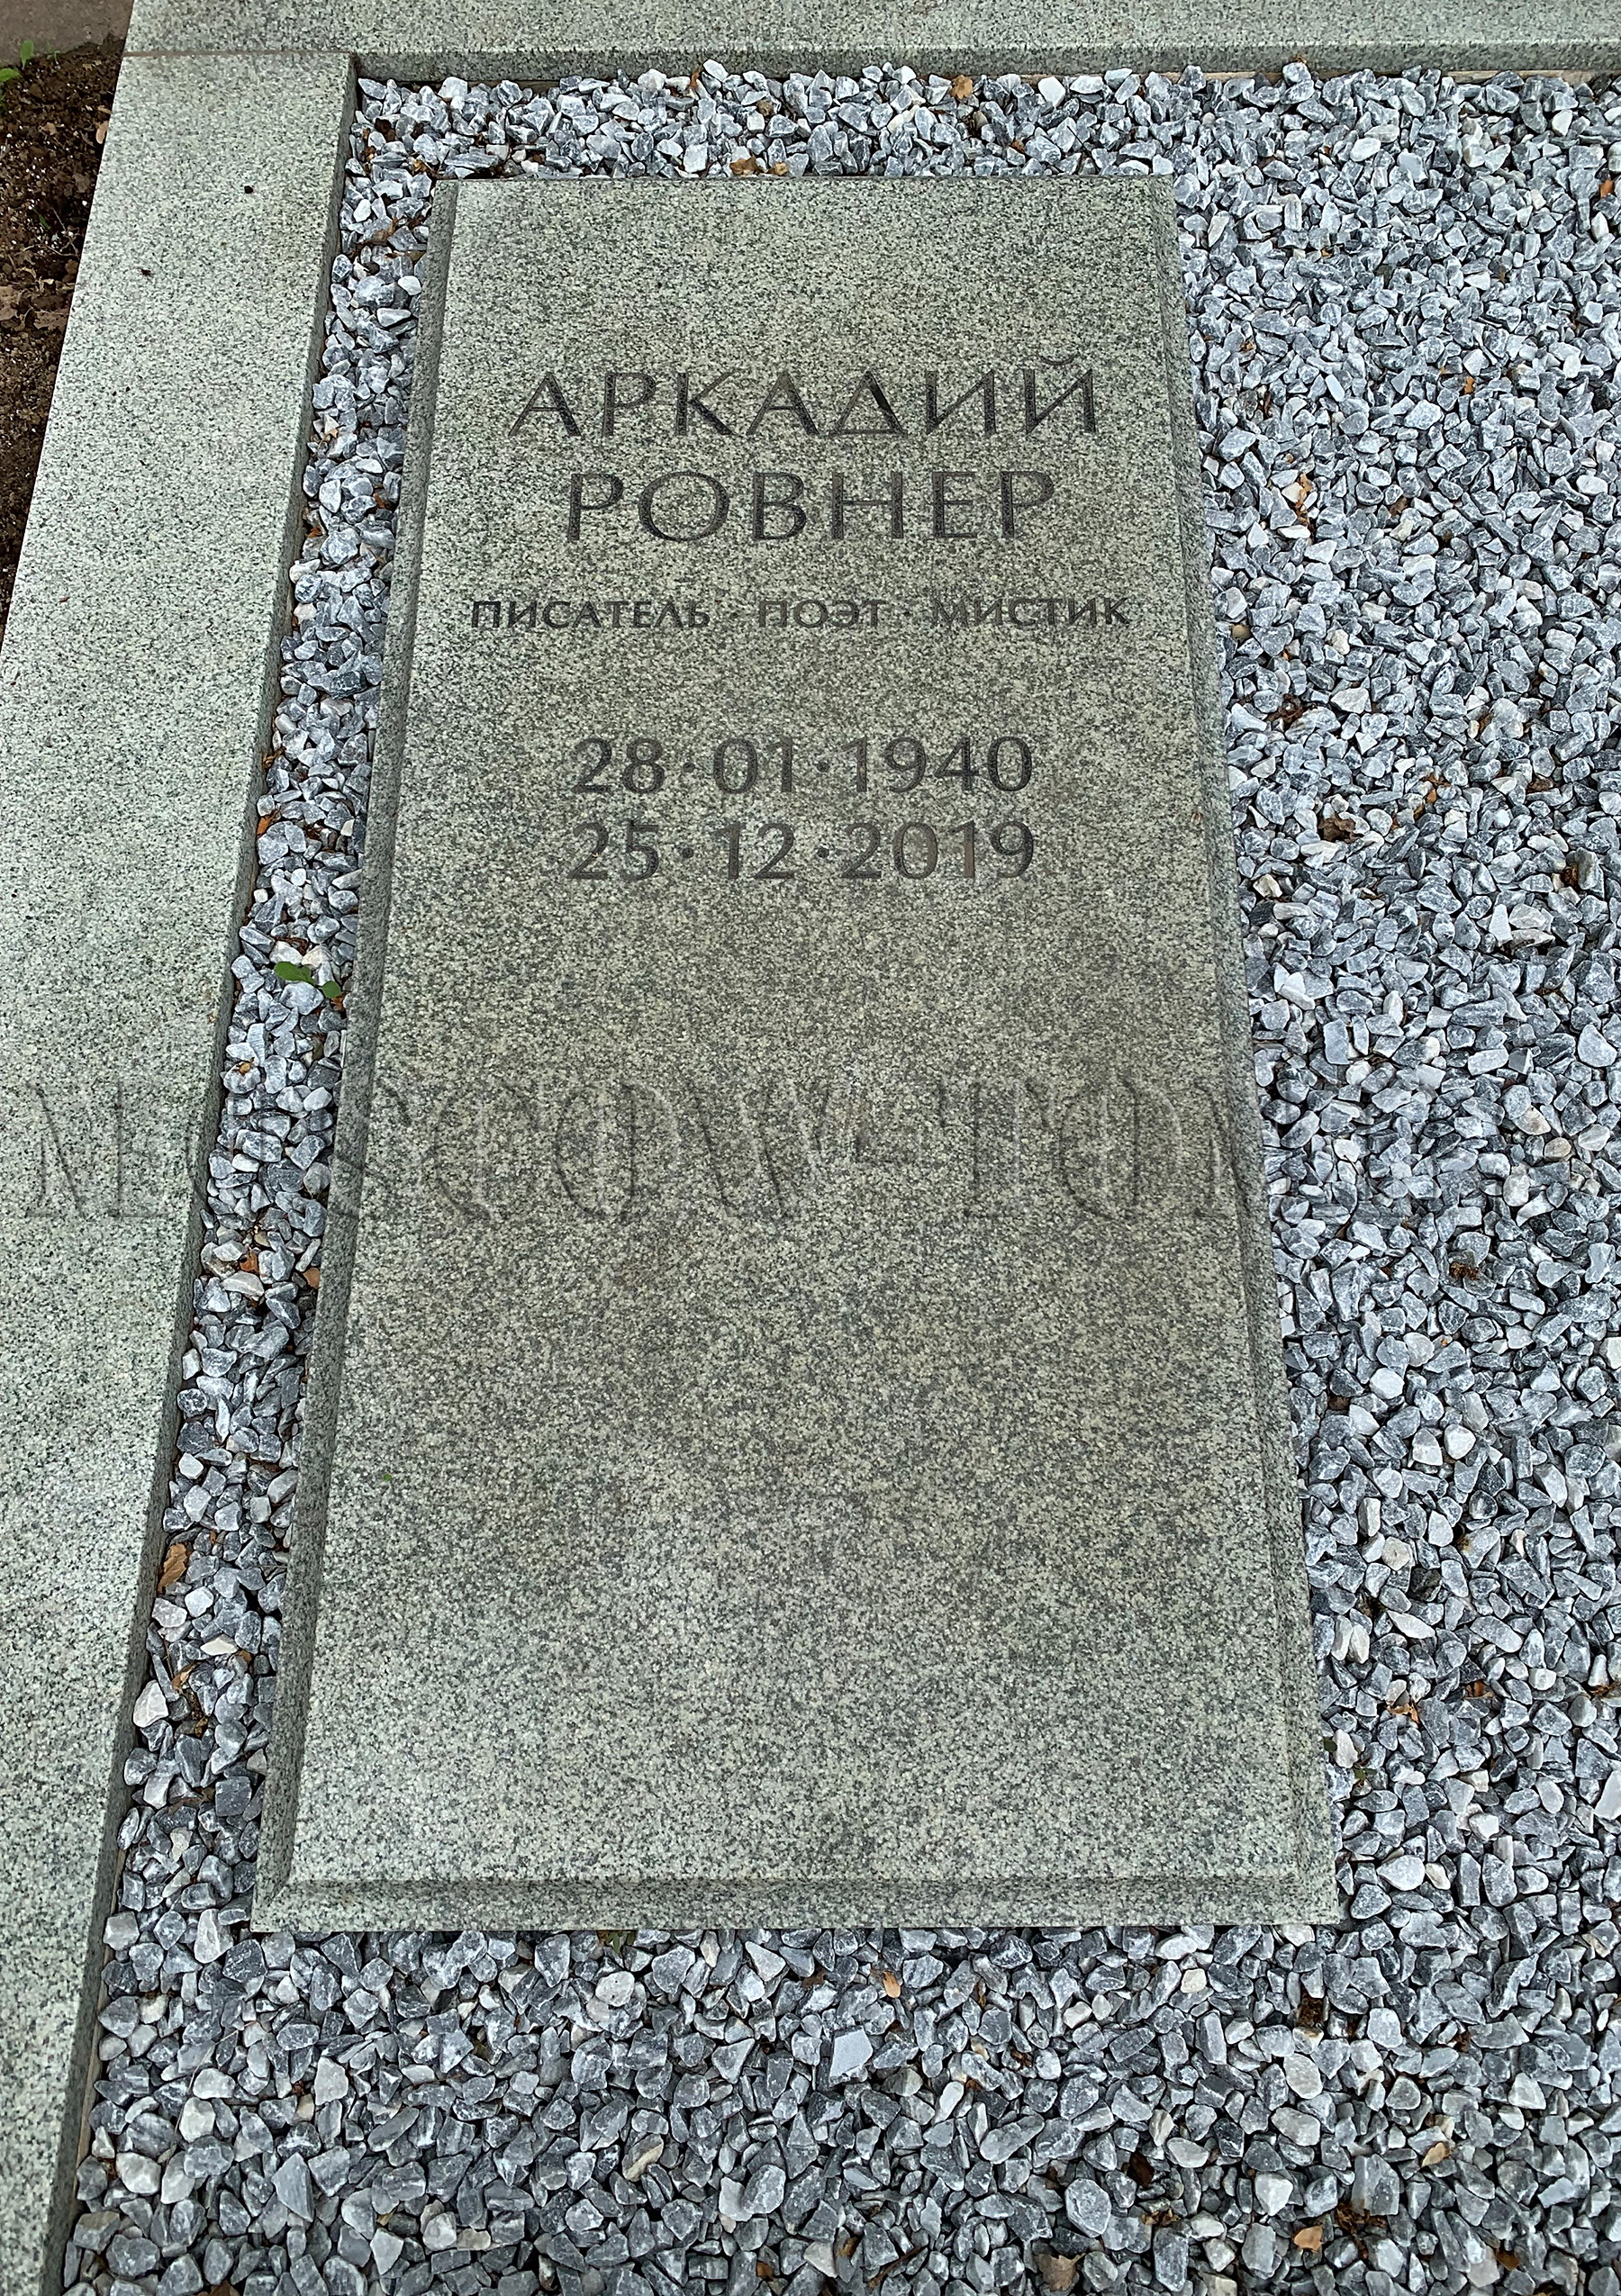 АРКАДИЙ
РОВНЕР
ПИСАТЕЛЬ · ПОЭТ · МИСТИК
28·01·1940
25·12·2019